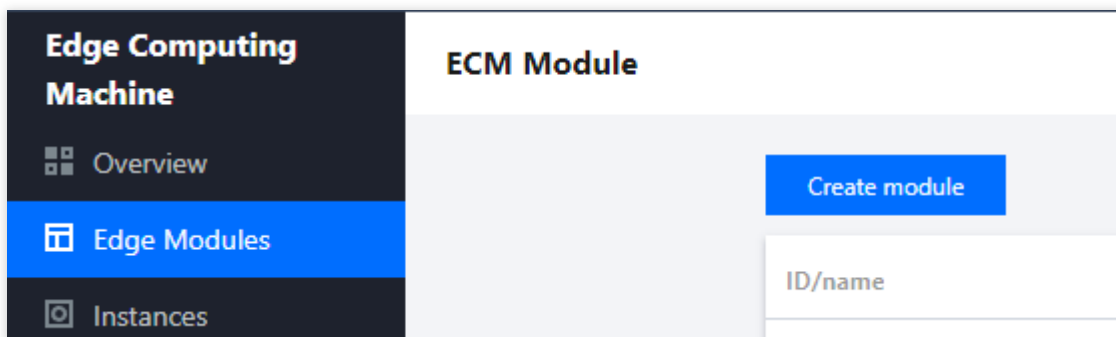 Edge Computing
Machine
Overview
Edge Modules
Instances
ECM Module
Create module
ID/name